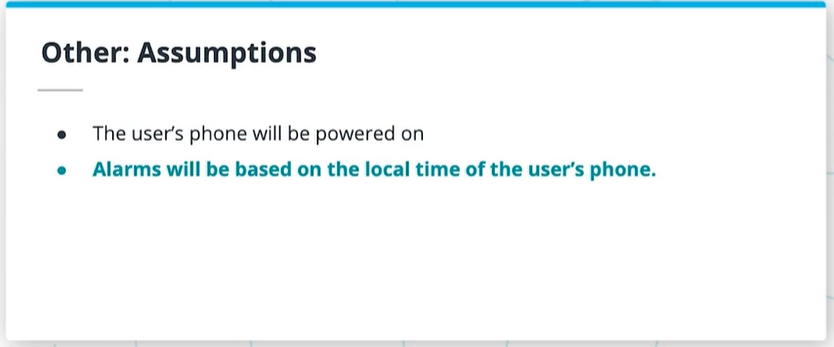 Other: Assumptions
● The user’s phone will be powered on
● Alarms will be based on the local time of the user’s phone.